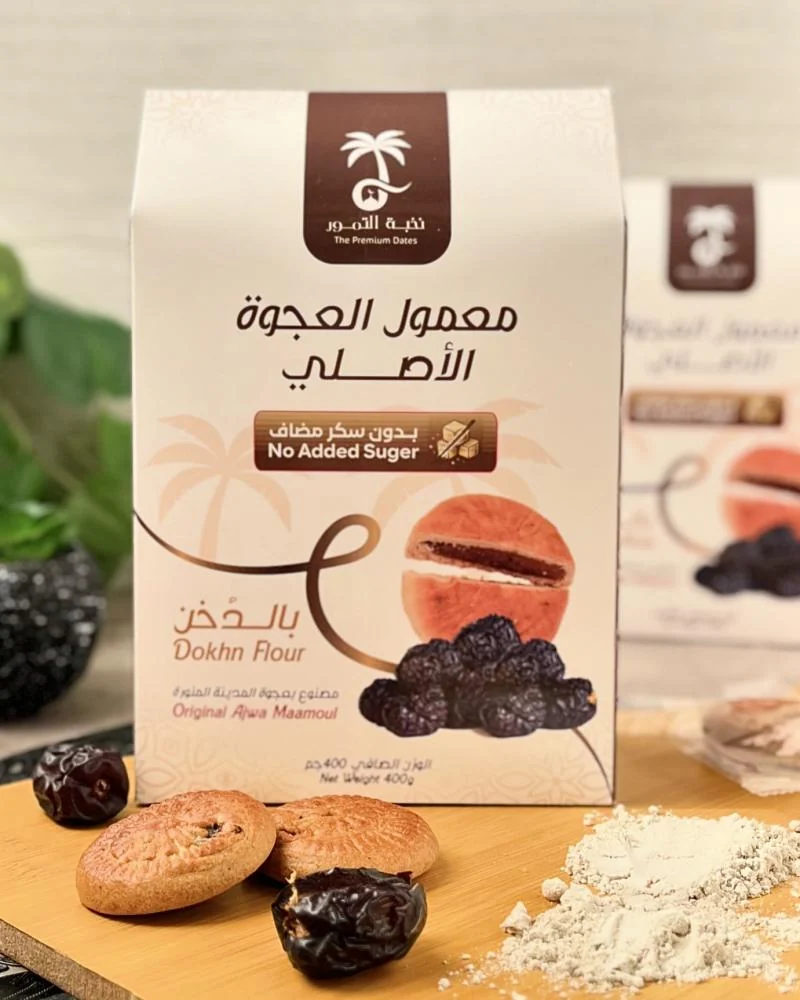 نخبة التمور
The Premium Dates
معمول العجوة
الأصلي
بدون سكر مضاف
No Added Suger
بالدُخن
Dokhn Flour
مصنوع بعجوة المدينة المنورة
Original Ajwa Maamoul
الوزن الصافي 400جم
Net Weight 400g